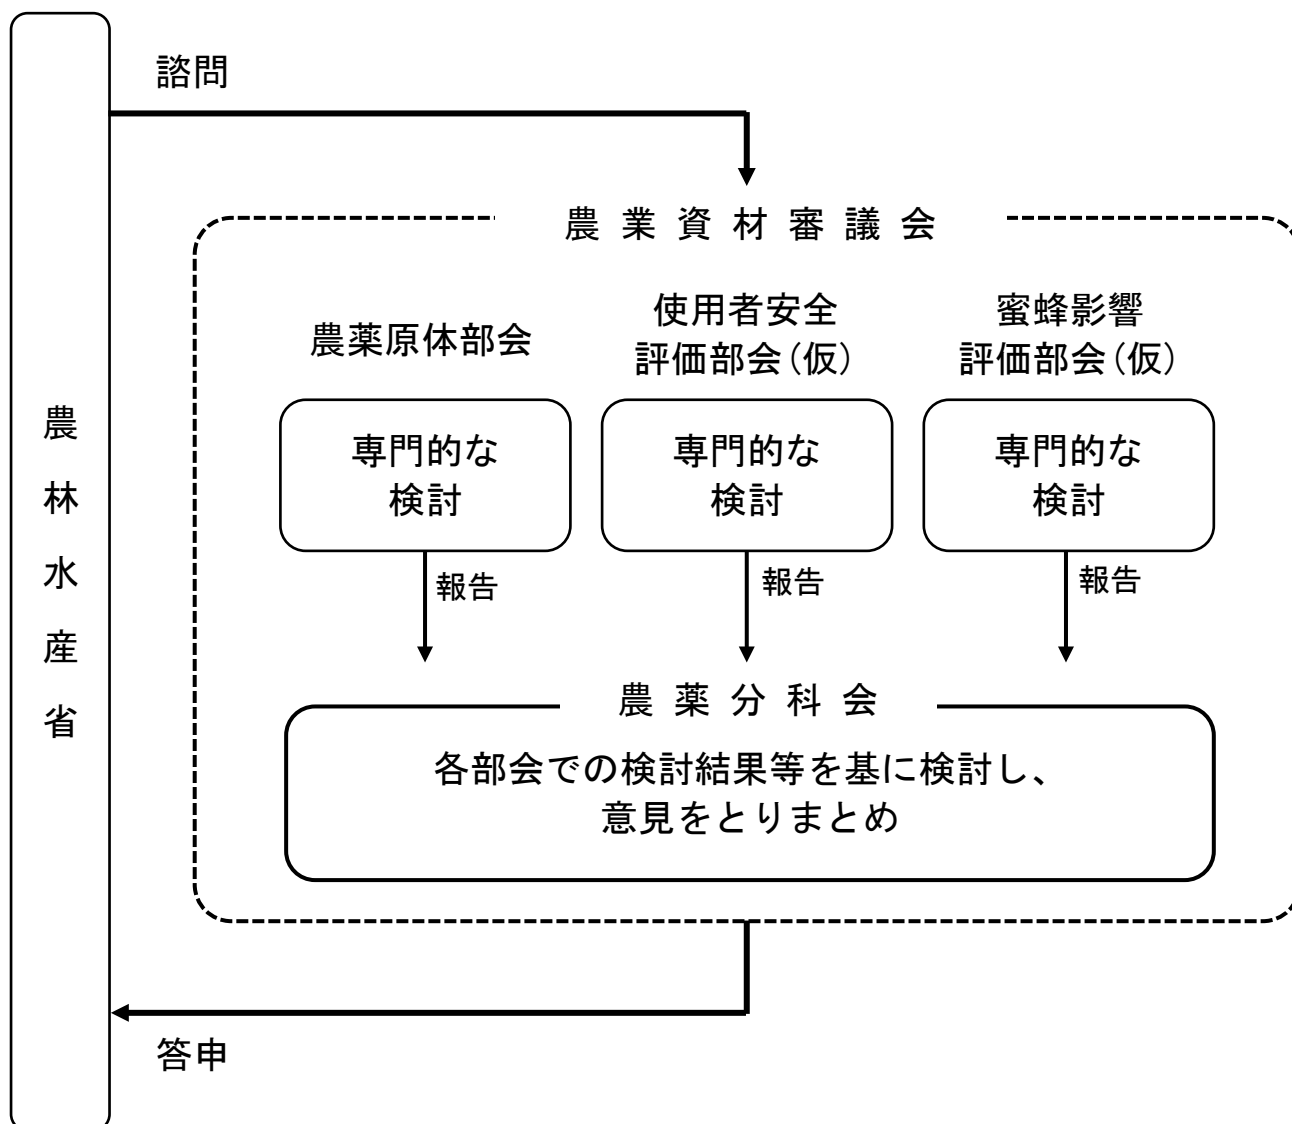 諮問
農業資材審議会
農薬原体部会
使用者安全
評価部会(仮)
蜜蜂影響
評価部会(仮)
農林水産省
専門的な
検討
専門的な
検討
専門的な
検討
報告
報告
報告
農薬分科会
各部会での検討結果等を基に検討し、
意見をとりまとめ
答申